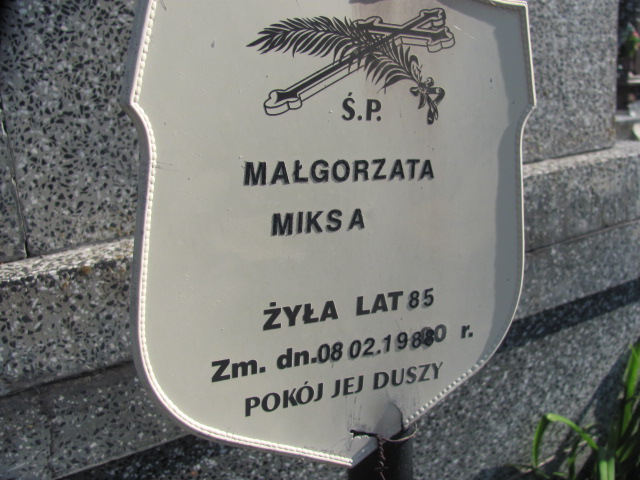 Ś.P.
MAŁGORZATA
MIKSA
ŻYŁA LAT 85
Zm. dn. 08 02. r.
POKÓJ JEJ DUSZY